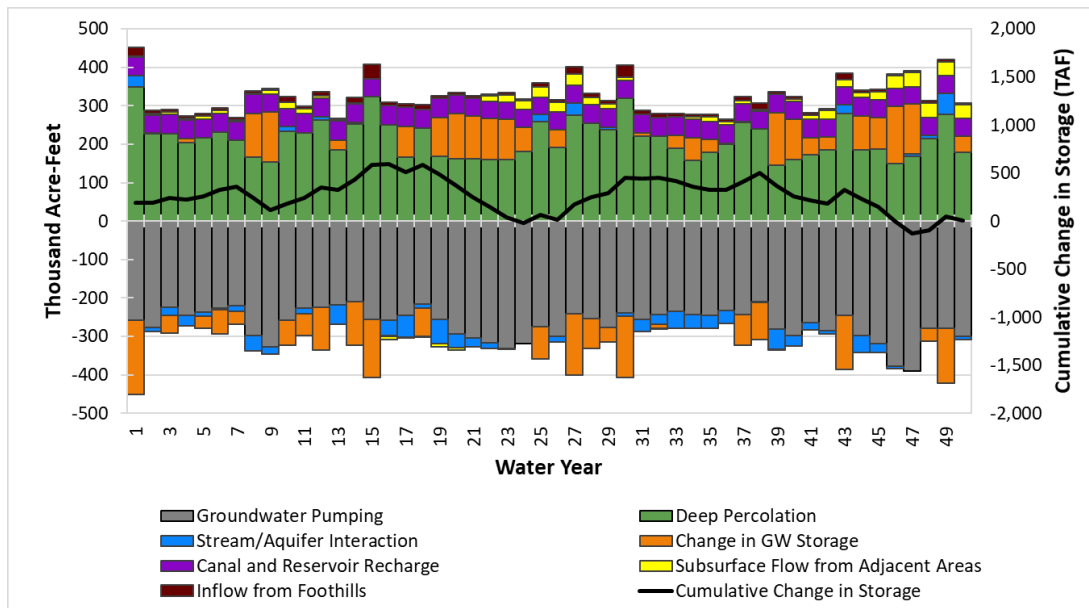 Thousand Acre-Feet
500
400
300
200
100
0
-100
-200
-300
-400
-500
2,000
1,500
1,000
500
0
-500
-1,000
-1,500
-2,000
Cumulative Change in Storage (TAF)
1 3 5 7 9 11 13 15 17 19 21 23 25 27 29 31 33 35 37 39 41 43 45 47 49
Water Year
Groundwater Pumping
Deep Percolation
Stream/Aquifer Interaction
Change in GW Storage
Canal and Reservoir Recharge
Subsurface Flow from Adjacent Areas
Inflow from Foothills
Cumulative Change in Storage